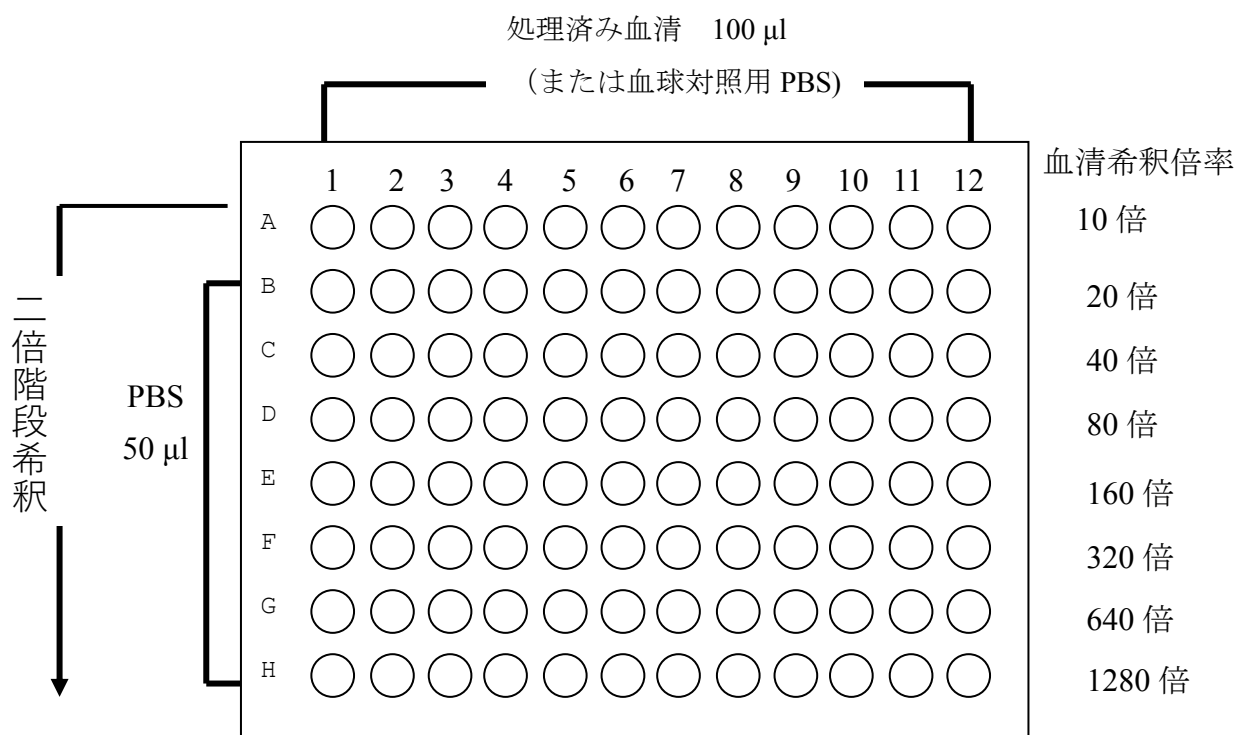 処理済み血清　100 μl
（または血球対照用 PBS)
血清希釈倍率
1 2 3 4 5 6 7 8 9 10 11 12
A 10 倍
B 20 倍
C 40 倍
D 80 倍
E 160 倍
F 320 倍
G 640 倍
H 1280 倍
二倍階段希釈
PBS
50 μl